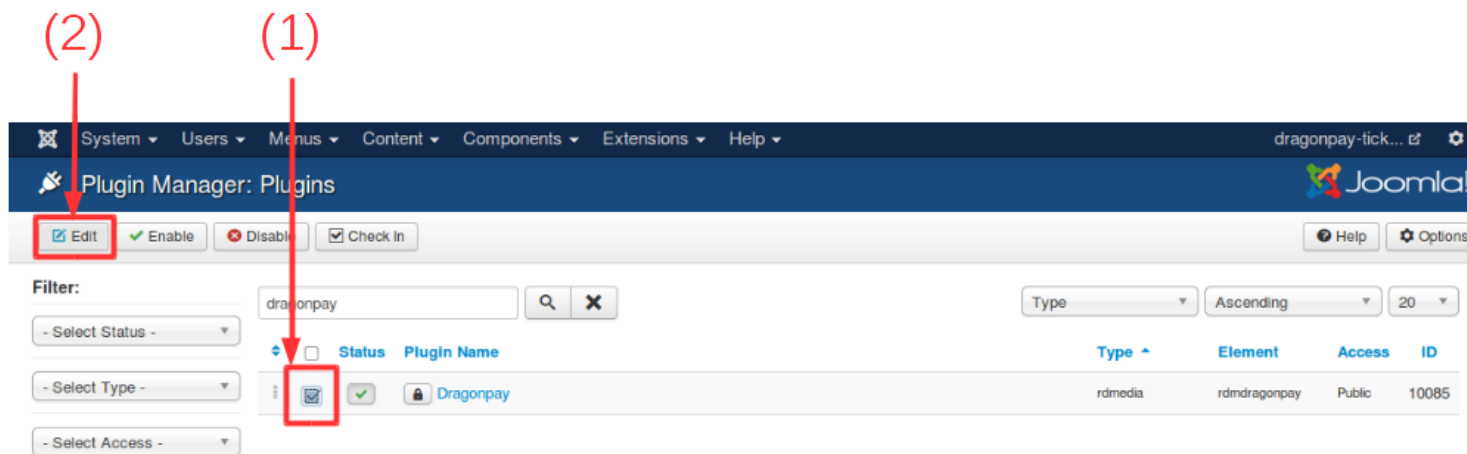 (2) (1)
System Users Menus Content Components Extensions Help dragonpay-tick...
Plugin Manager: Plugins Joomla!
Edit Enable Disable Check In Help Options
Filter:
dragonpay Type Ascending 20
- Select Status -
Status Plugin Name Type Element Access ID
- Select Type - Dragonpay rdmedia rdmdragonpay Public 10085
- Select Access -